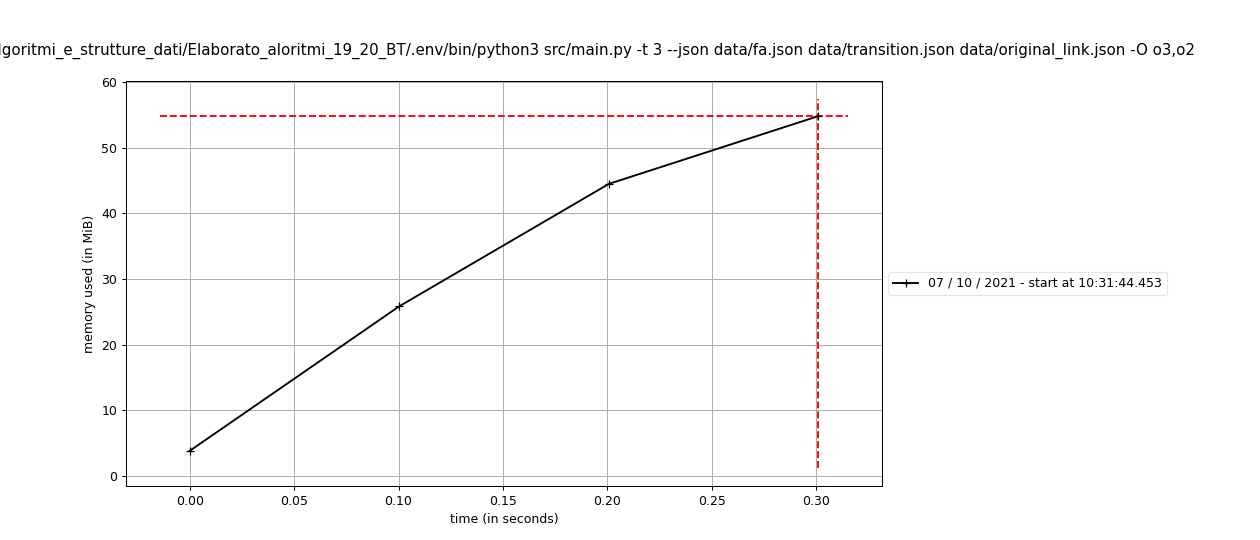 lgoritmi_e_strutture_dati/Elaborato_aloritmi_19_20_BT/.env/bin/python3 src/main.py -t 3 --json data/fa.json data/transition.json data/original_link.json -O o3,o2
60
50
40
30
20
10
0
memory used (in MiB)
07 / 10 / 2021 - start at 10:31:44.453
0.00 0.05 0.10 0.15 0.20 0.25 0.30
time (in seconds)